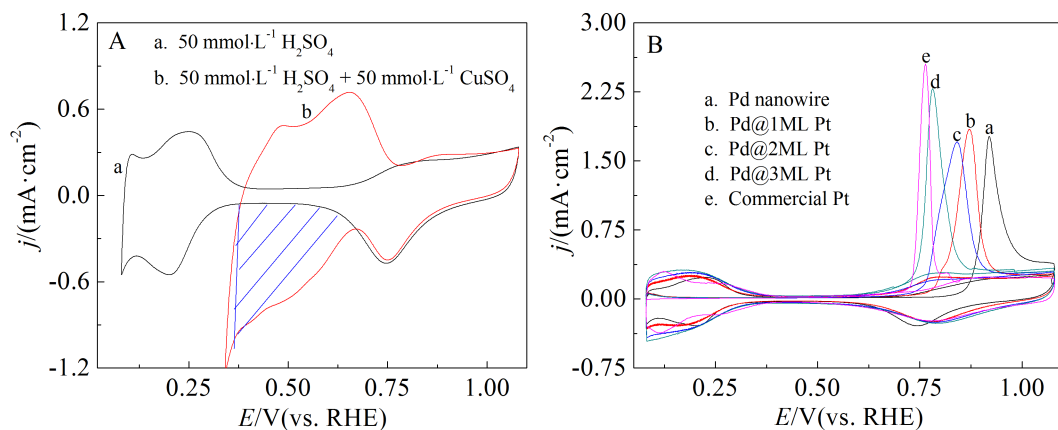 A
a. 50 mmol·L⁻¹ H₂SO₄
b. 50 mmol·L⁻¹ H₂SO₄ + 50 mmol·L⁻¹ CuSO₄
a
b
1.2
0.6
0.0
-0.6
-1.2
j/(mA·cm⁻²)
0.00 0.25 0.50 0.75 1.00
E/V(vs. RHE)
B
a. Pd nanowire
b. Pd@1ML Pt
c. Pd@2ML Pt
d. Pd@3ML Pt
e. Commercial Pt
e
d
c
b
a
3.00
2.25
1.50
0.75
0.00
-0.75
j/(mA·cm⁻²)
0.25 0.50 0.75 1.00
E/V(vs. RHE)